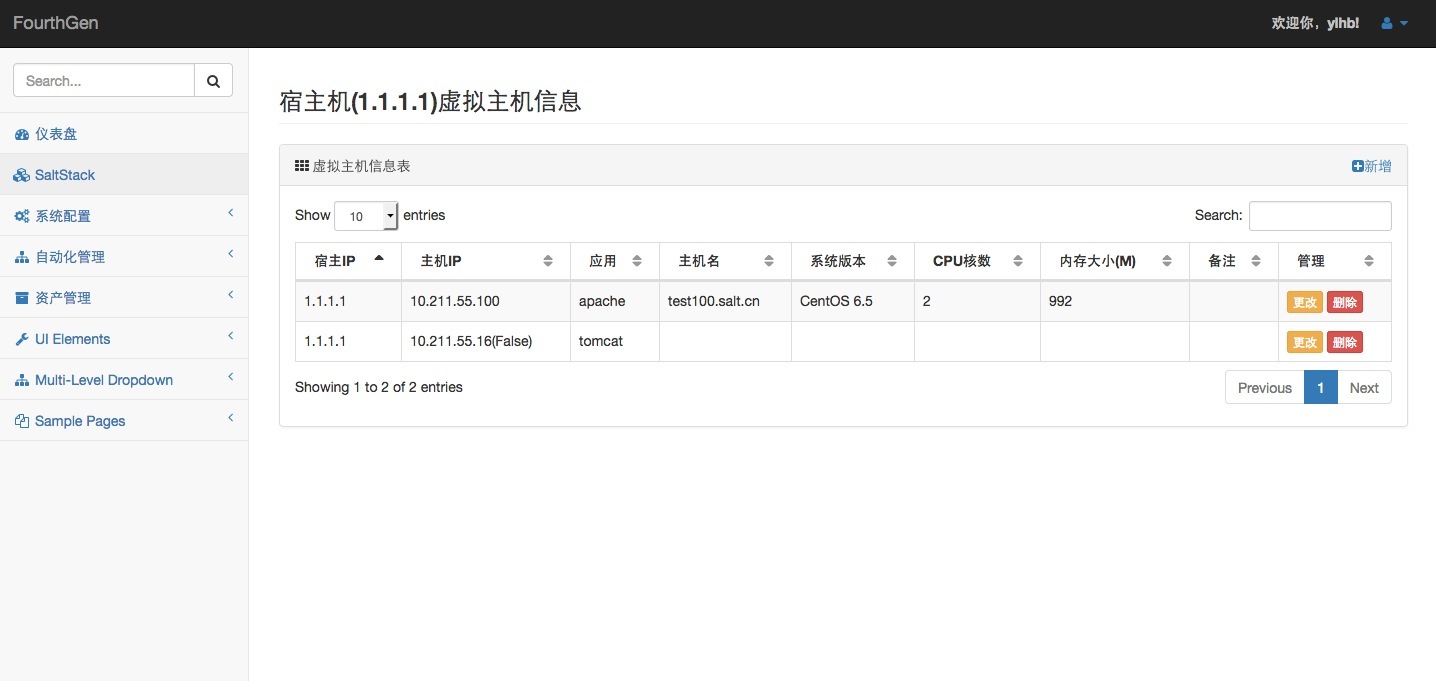 FourthGen
欢迎你，ylhb!
Search...
仪表盘
SaltStack
系统配置
自动化管理
资产管理
UI Elements
Multi-Level Dropdown
Sample Pages
宿主机(1.1.1.1)虚拟主机信息
虚拟主机信息表 新增
Show 10 entries Search:
宿主IP 主机IP 应用 主机名 系统版本 CPU核数 内存大小(M) 备注 管理
1.1.1.1 10.211.55.100 apache test100.salt.cn CentOS 6.5 2 992 更改 删除
1.1.1.1 10.211.55.16(False) tomcat 更改 删除
Showing 1 to 2 of 2 entries Previous 1 Next